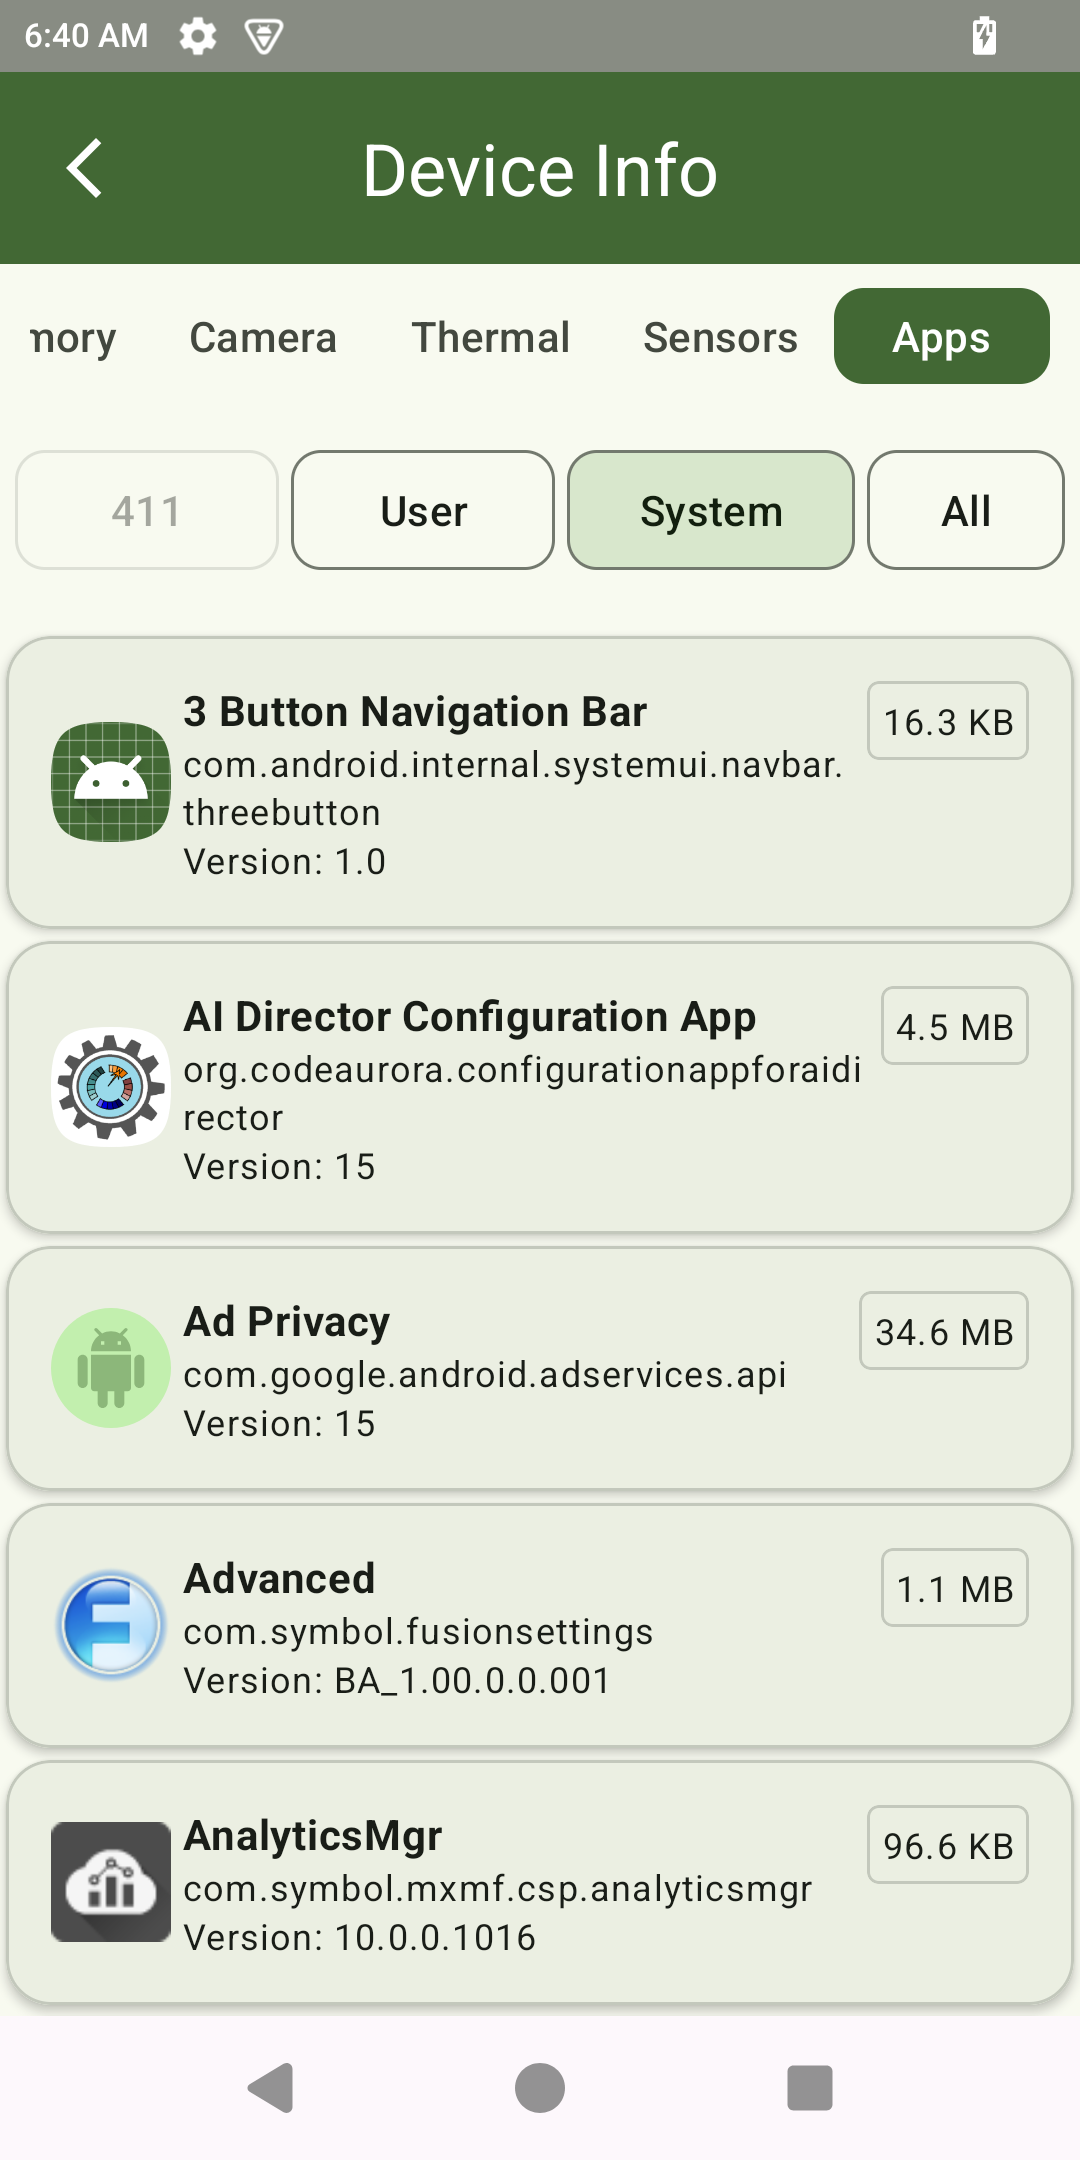 6:40 AM
Device Info
mory Camera Thermal Sensors Apps
411 User System All
3 Button Navigation Bar
16.3 KB
com.android.internal.systemui.navbar.
threebutton
Version: 1.0
AI Director Configuration App
4.5 MB
org.codeaurora.configurationappforaidi
rector
Version: 15
Ad Privacy
34.6 MB
com.google.android.adservices.api
Version: 15
Advanced
1.1 MB
com.symbol.fusionsettings
Version: BA_1.00.0.0.001
AnalyticsMgr
96.6 KB
com.symbol.mxmf.csp.analyticsmgr
Version: 10.0.0.1016